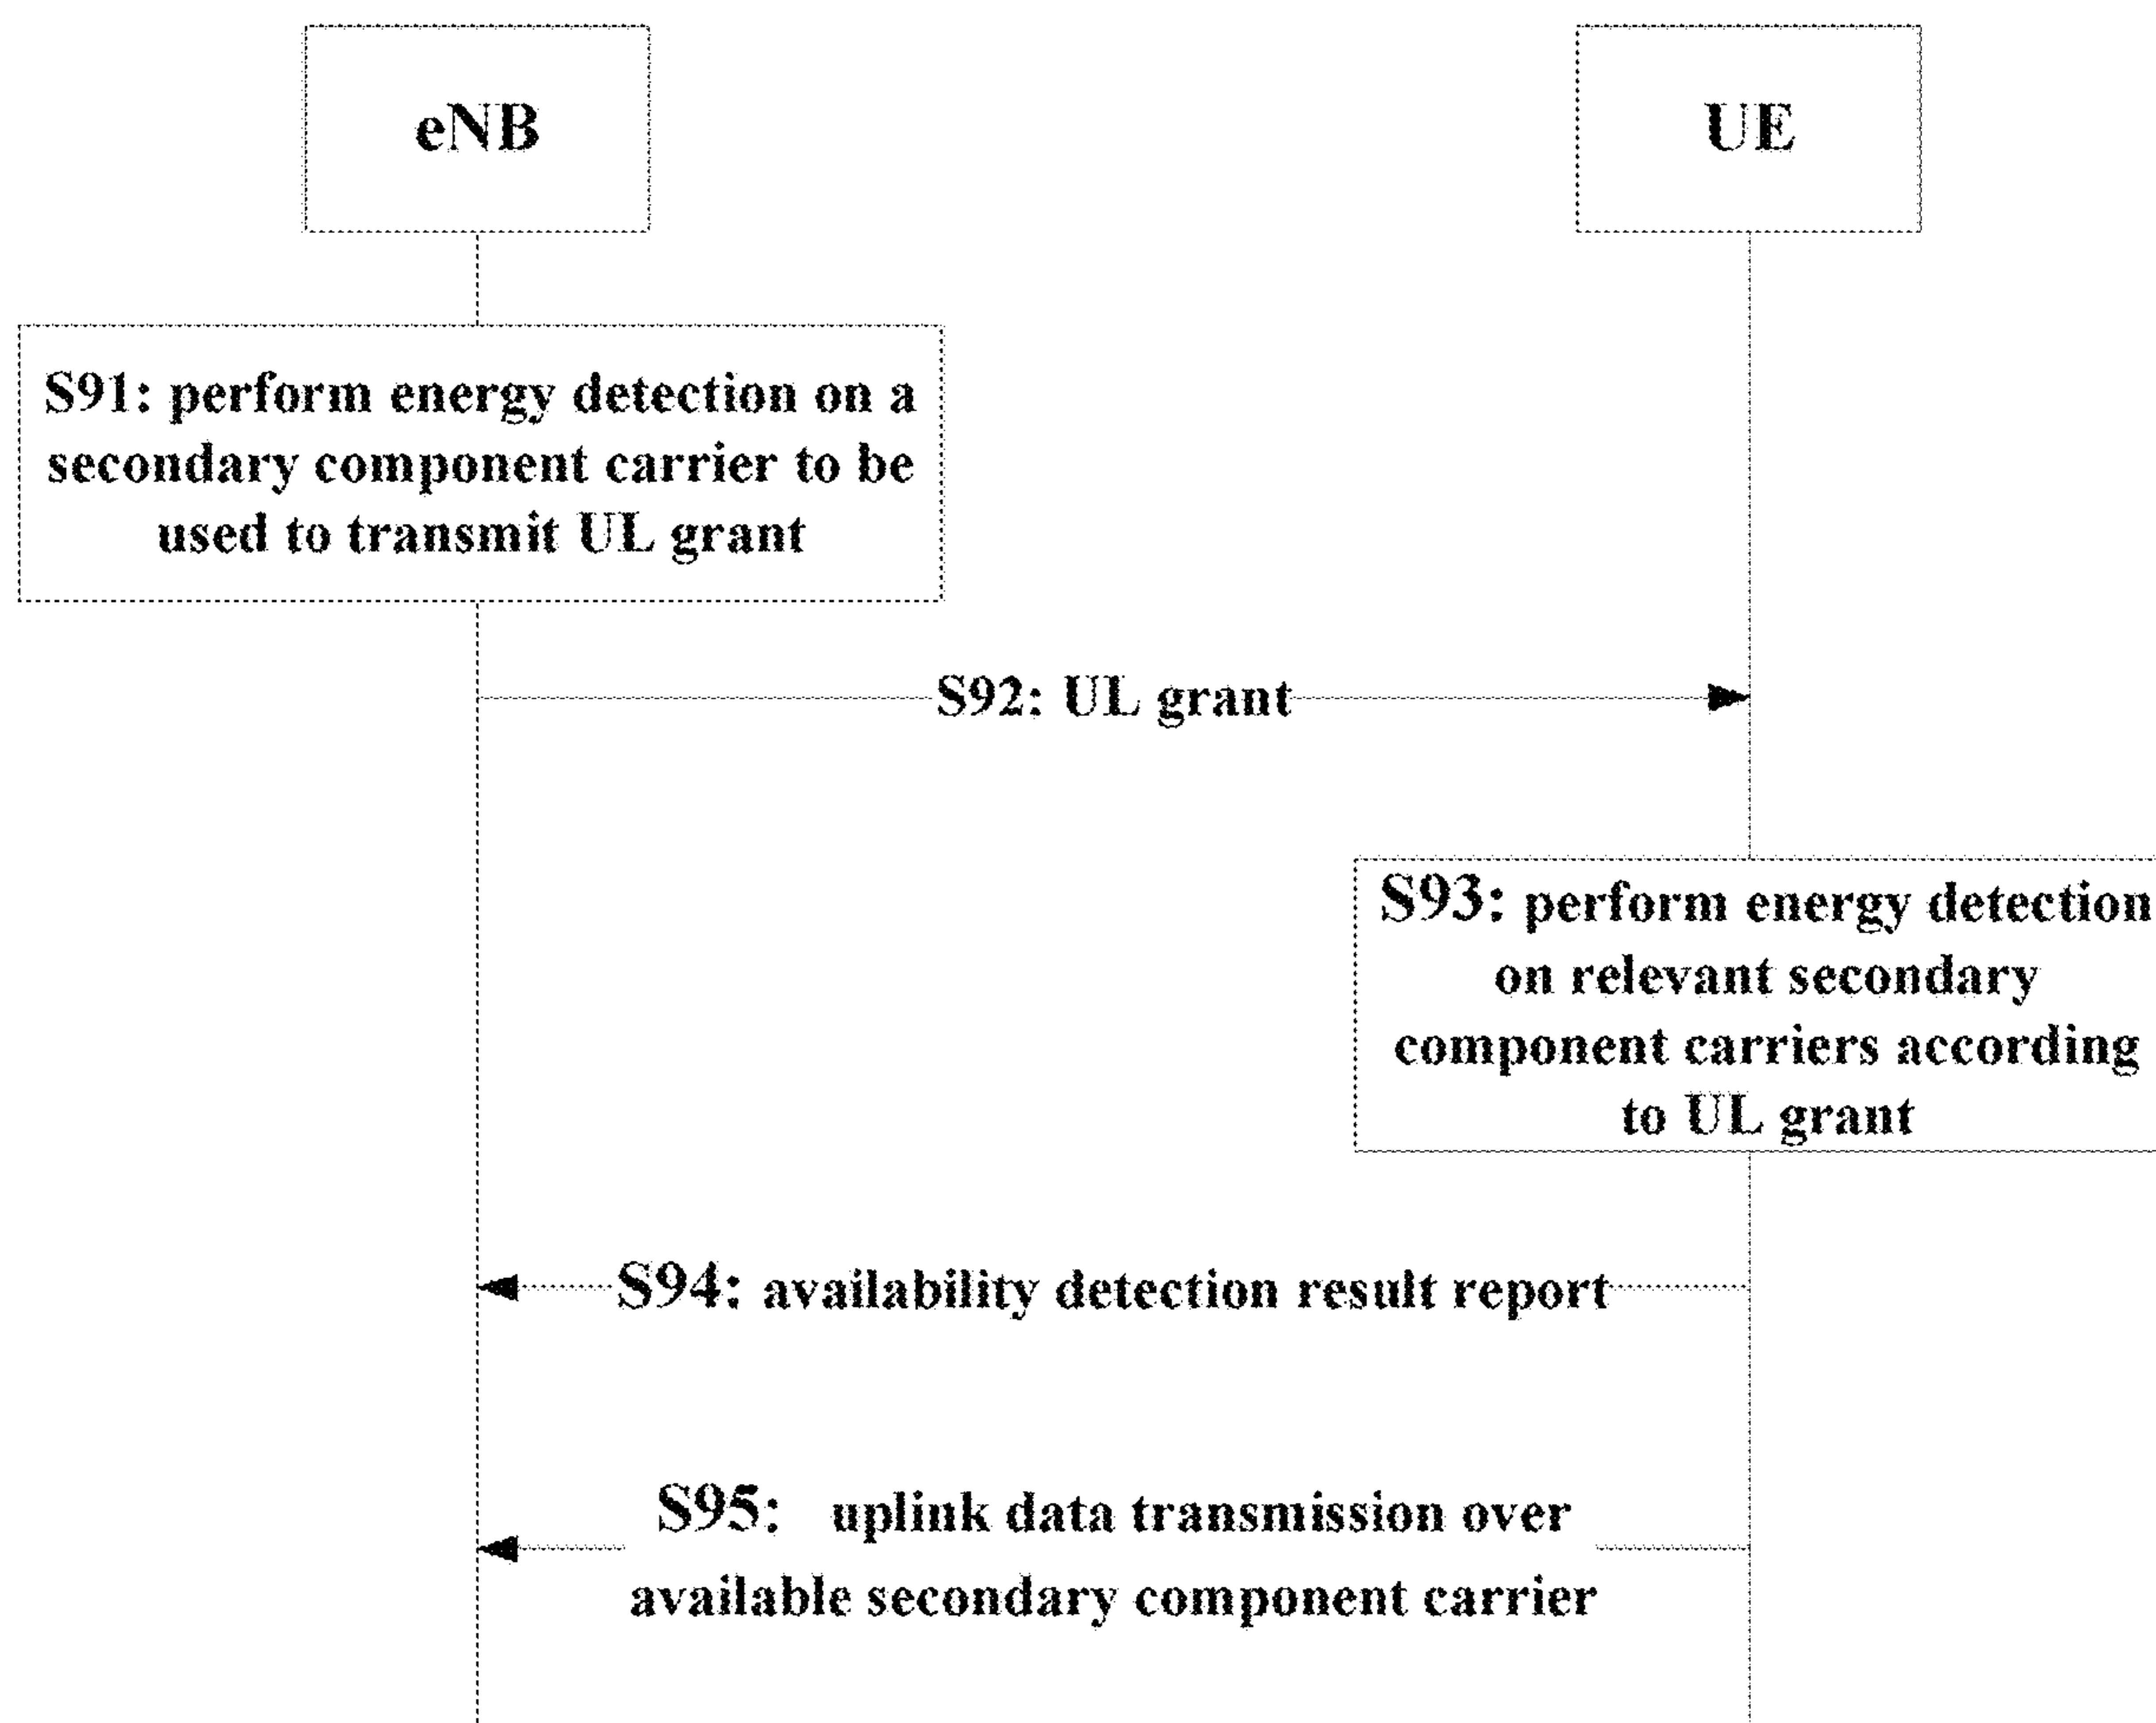 eNB
UE
S91: perform energy detection on a
secondary component carrier to be
used to transmit UL grant
S92: UL grant
S93: perform energy detection
on relevant secondary
component carriers according
to UL grant
S94: availability detection result report
S95: uplink data transmission over
available secondary component carrier